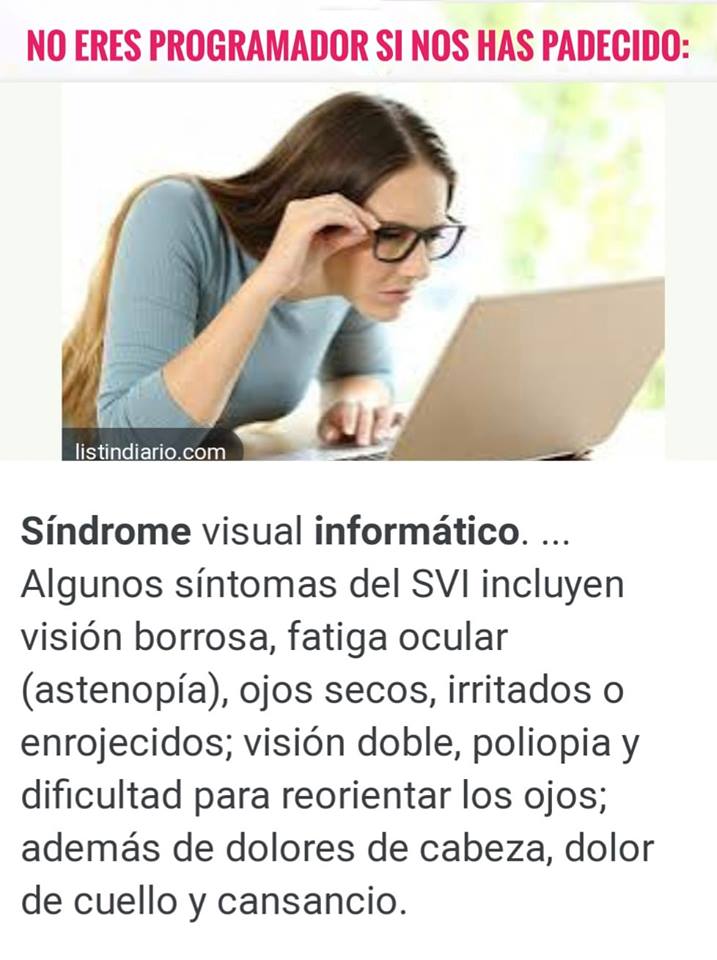 NO ERES PROGRAMADOR SI NOS HAS PADECIDO:
listindiario.com
Síndrome visual informático. ...
Algunos síntomas del SVI incluyen
visión borrosa, fatiga ocular
(astenopía), ojos secos, irritados o
enrojecidos; visión doble, poliopia y
dificultad para reorientar los ojos;
además de dolores de cabeza, dolor
de cuello y cansancio.